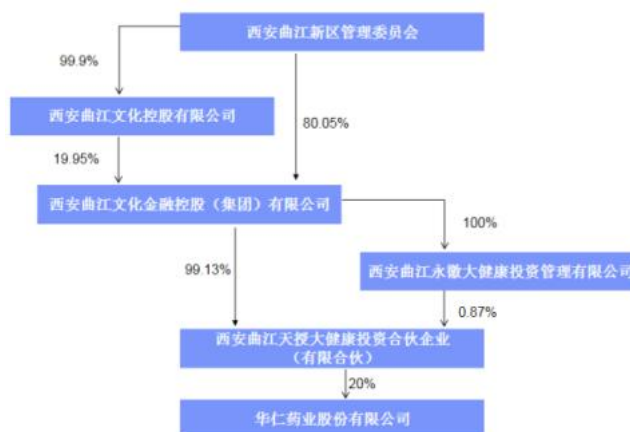 西安曲江新区管理委员会
99.9%
西安曲江文化控股有限公司
80.05%
19.95%
西安曲江文化金融控股（集团）有限公司
100%
99.13%
西安曲江永徽大健康投资管理有限公司
0.87%
西安曲江天授大健康投资合伙企业
（有限合伙）
20%
华仁药业股份有限公司